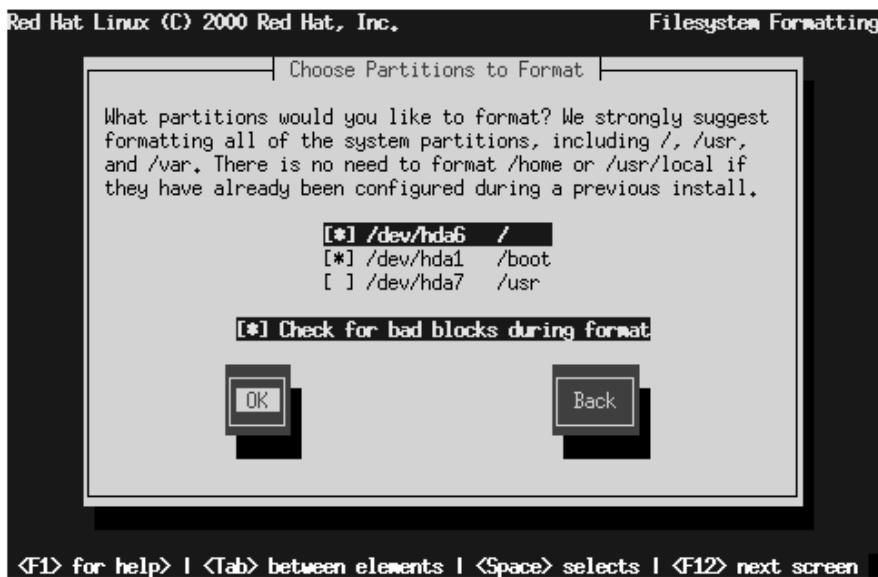 Red Hat Linux (C) 2000 Red Hat, Inc. Filesystem Formatting
Choose Partitions to Format
What partitions would you like to format? We strongly suggest
formatting all of the system partitions, including /, /usr,
and /var. There is no need to format /home or /usr/local if
they have already been configured during a previous install.
[*] /dev/hda6 /
[*] /dev/hda1 /boot
[ ] /dev/hda7 /usr
[*] Check for bad blocks during format
OK Back
<F1> for help> | <Tab> between elements | <Space> selects | <F12> next screen